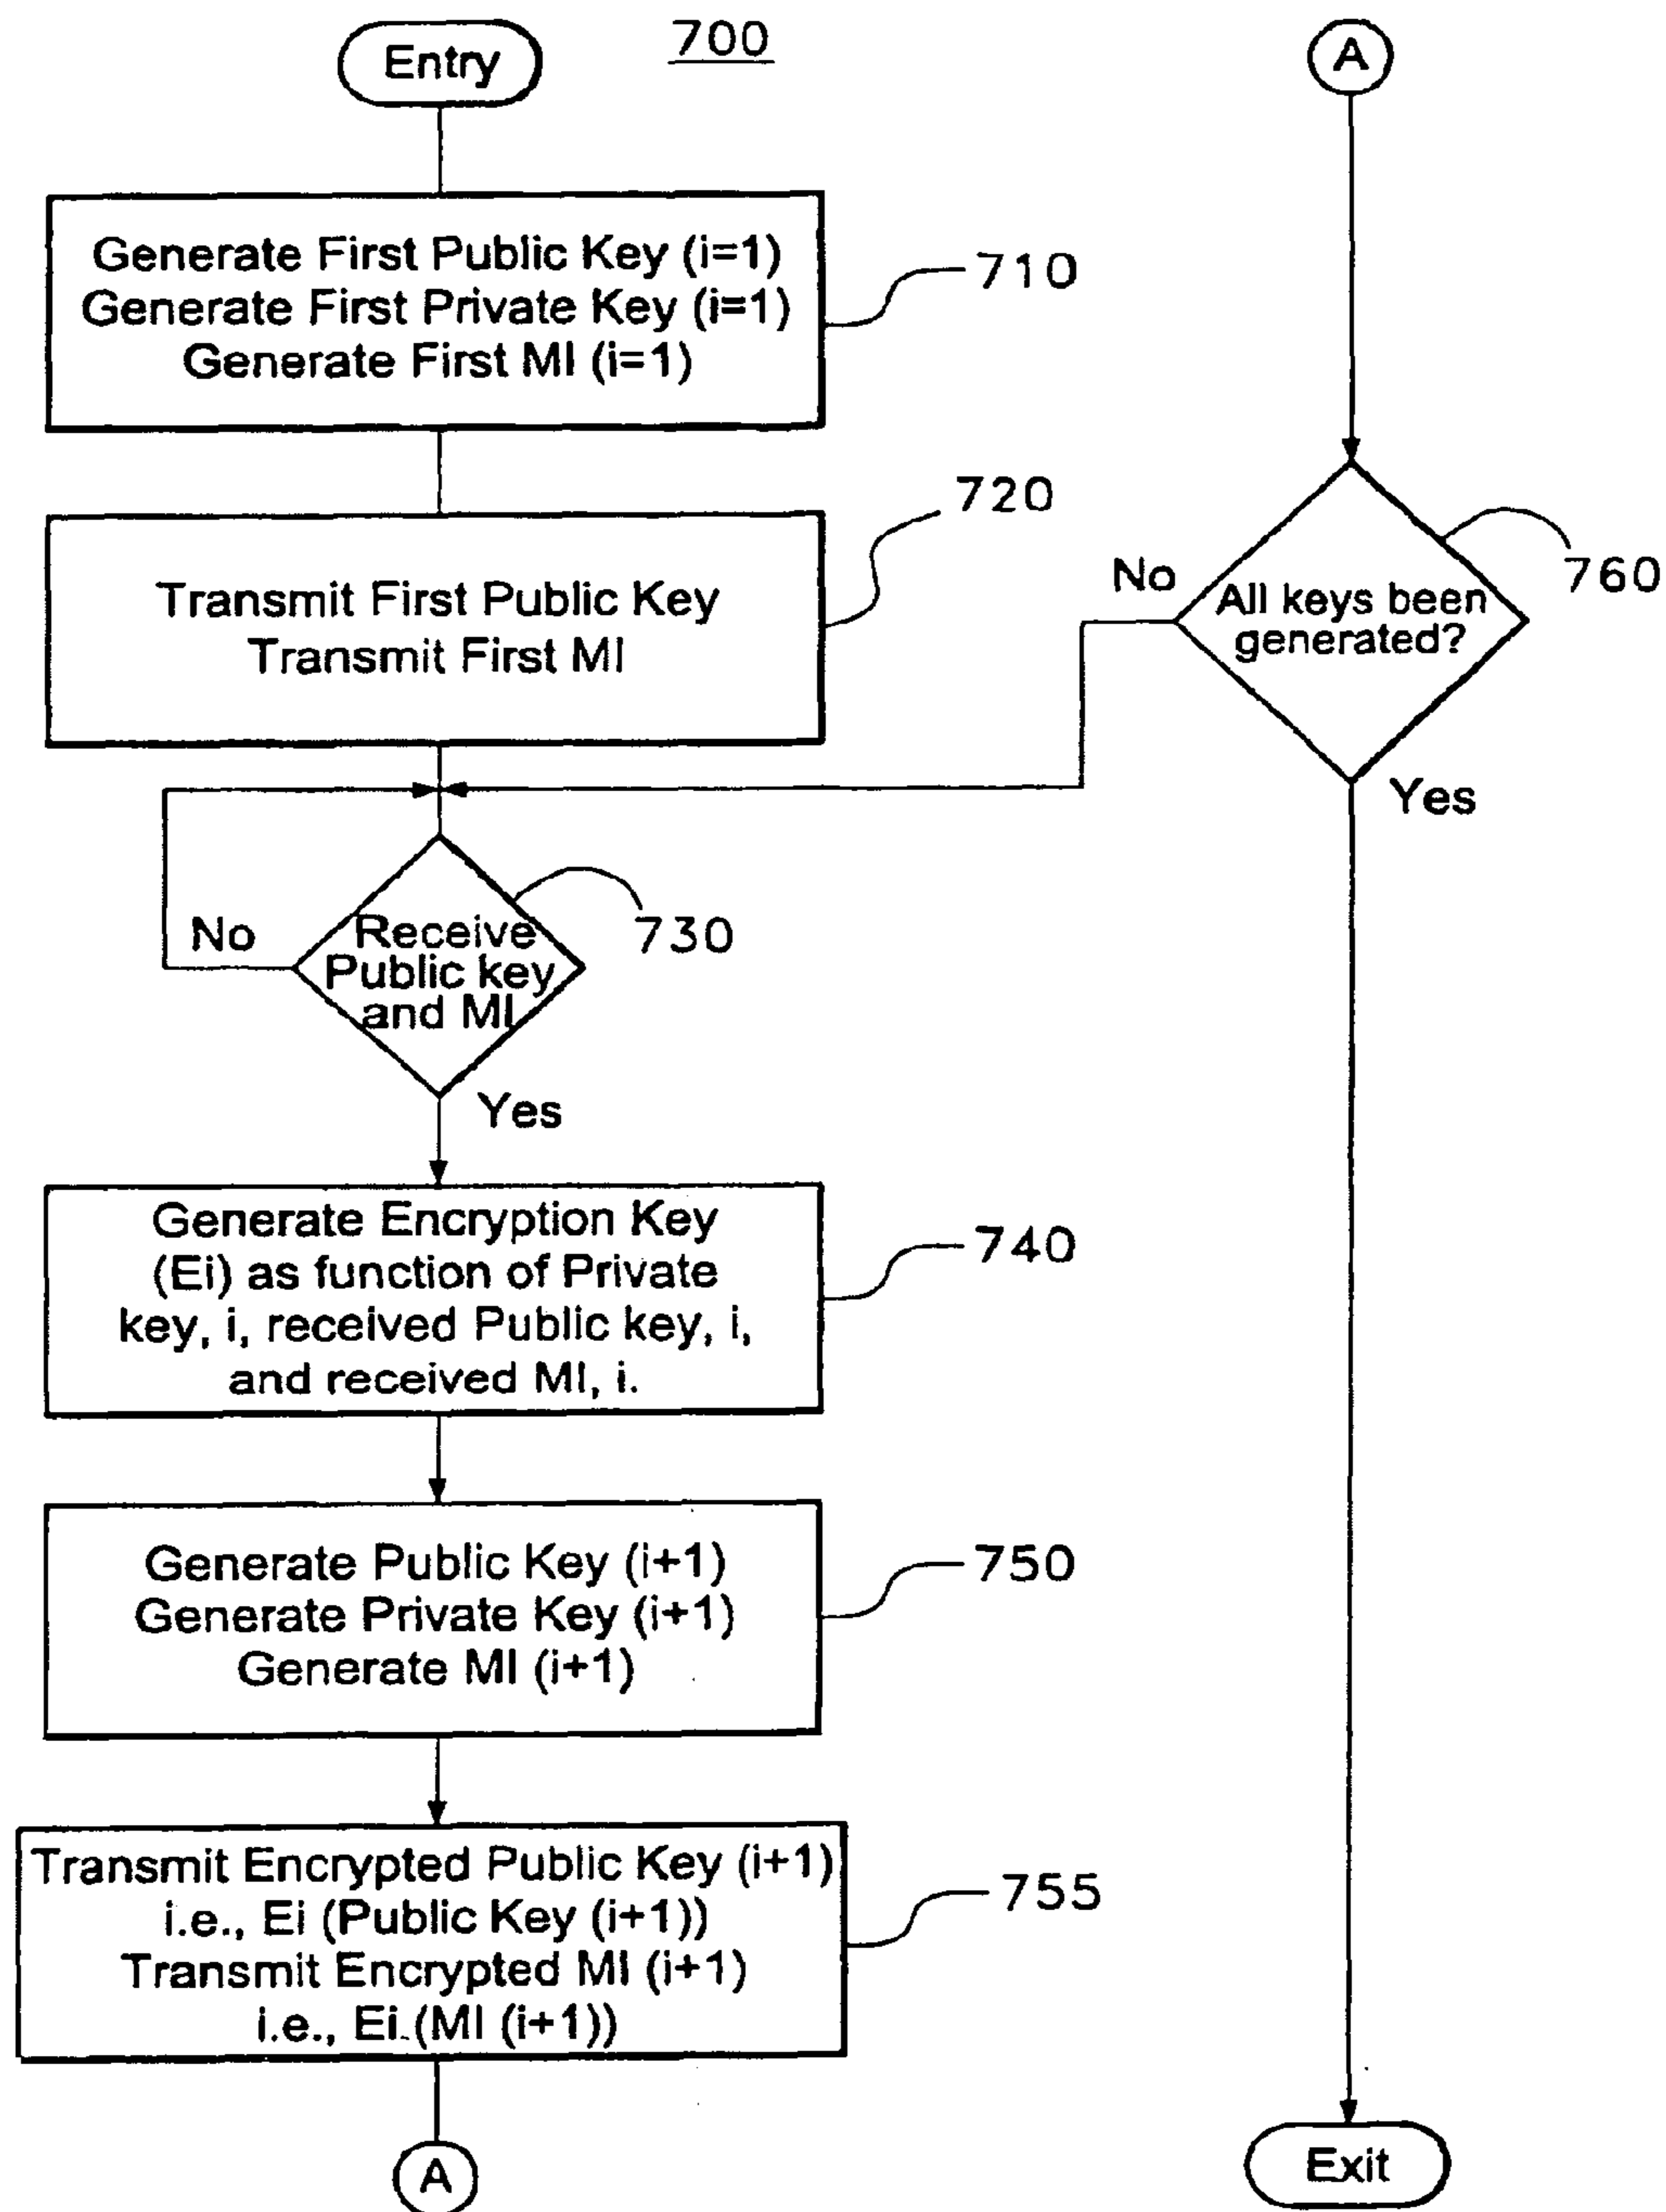 700
Entry
Generate First Public Key (i=1)
Generate First Private Key (i=1)
Generate First MI (i=1)
710
Transmit First Public Key
Transmit First MI
720
No
Receive
Public key
and MI
730
Yes
Generate Encryption Key
(Ei) as function of Private
key, i, received Public key, i,
and received MI, i.
740
Generate Public Key (i+1)
Generate Private Key (i+1)
Generate MI (i+1)
750
Transmit Encrypted Public Key (i+1)
i.e., Ei (Public Key (i+1))
Transmit Encrypted MI (i+1)
i.e., Ei (MI (i+1))
755
A
A
No
All keys been
generated?
760
Yes
Exit